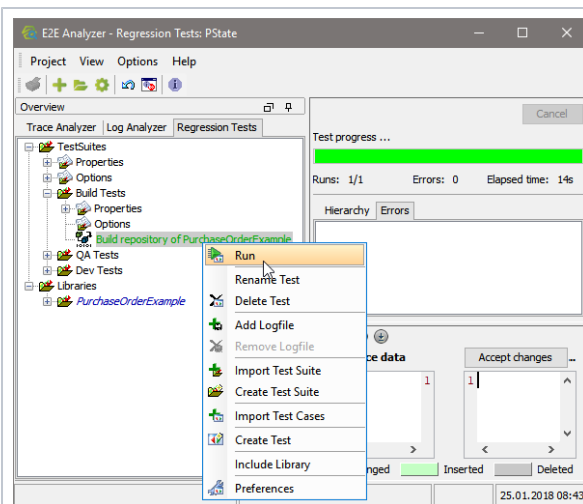 E2E Analyzer - Regression Tests: PState
Project View Options Help
Overview
Trace Analyzer Log Analyzer Regression Tests
TestSuites
Properties
Options
Build Tests
Properties
Options
Build repository of PurchaseOrderExample
QA Tests
Dev Tests
Libraries
PurchaseOrderExample
Run
Rename Test
Delete Test
Add Logfile
Remove Logfile
Import Test Suite
Create Test Suite
Import Test Cases
Create Test
Include Library
Preferences
Cancel
Test progress ...
Runs: 1/1 Errors: 0 Elapsed time: 14s
Hierarchy Errors
data
Accept changes ...
1 1
Inserted Deleted
25.01.2018 08:43